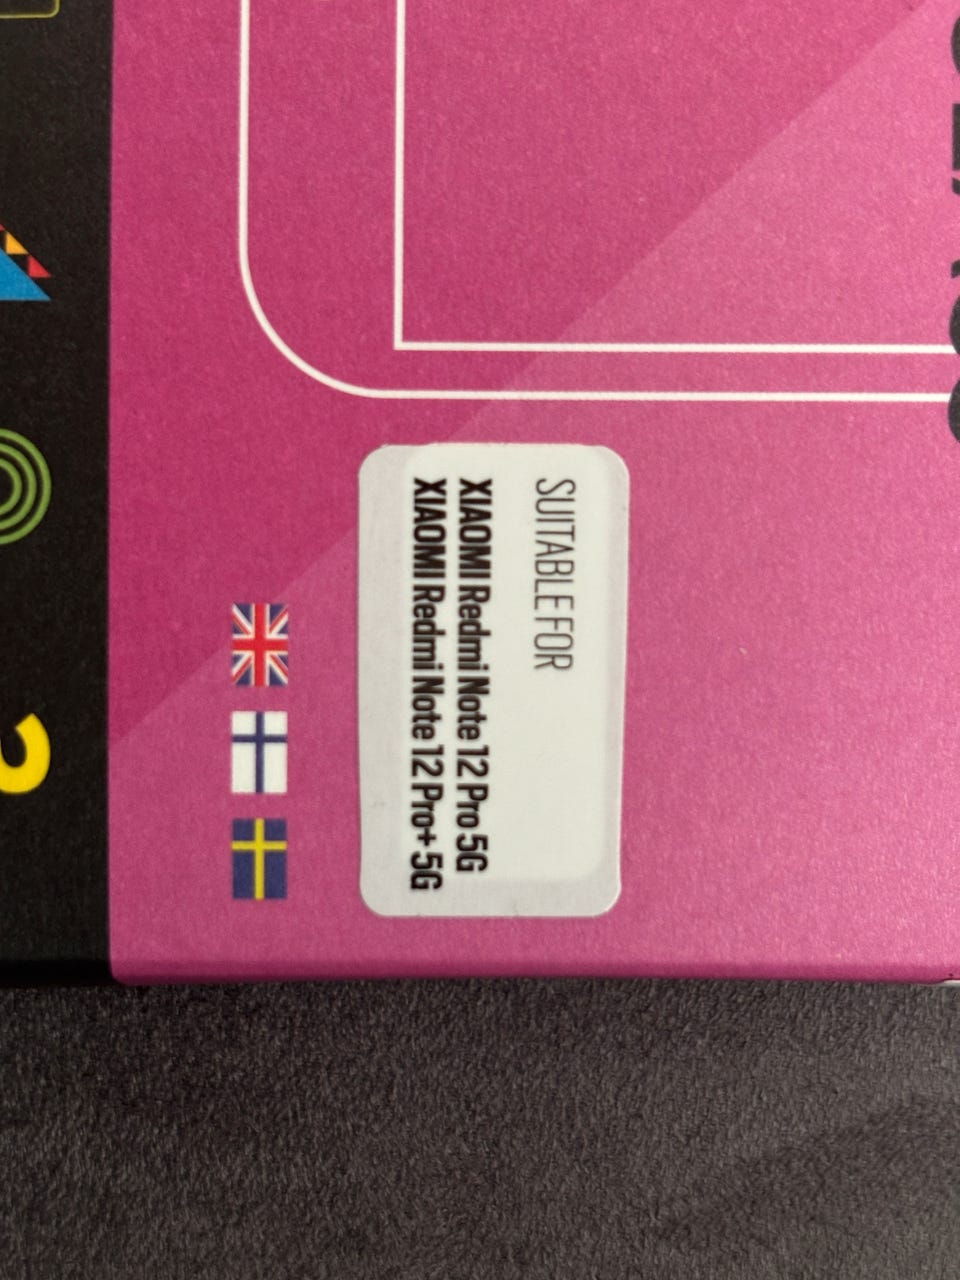 SUITABLE FOR
XIAOMI Redmi Note 12 Pro 5G
XIAOMI Redmi Note 12 Pro+ 5G